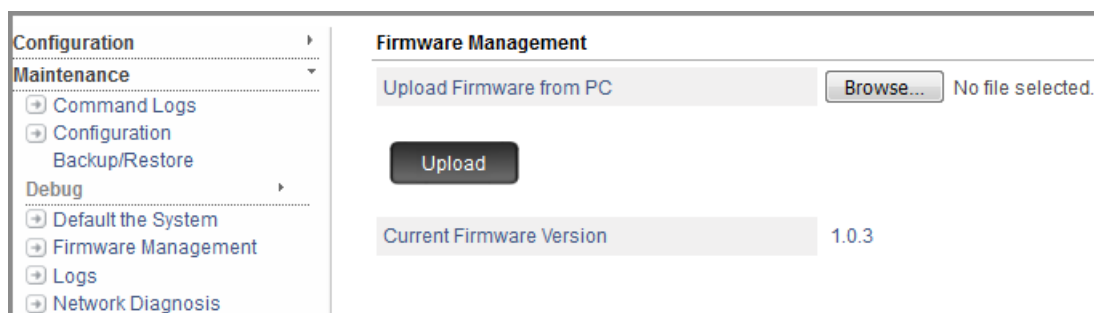 Configuration
Maintenance
Command Logs
Configuration
Backup/Restore
Debug
Default the System
Firmware Management
Logs
Network Diagnosis
Firmware Management
Upload Firmware from PC
Browse... No file selected.
Upload
Current Firmware Version
1.0.3